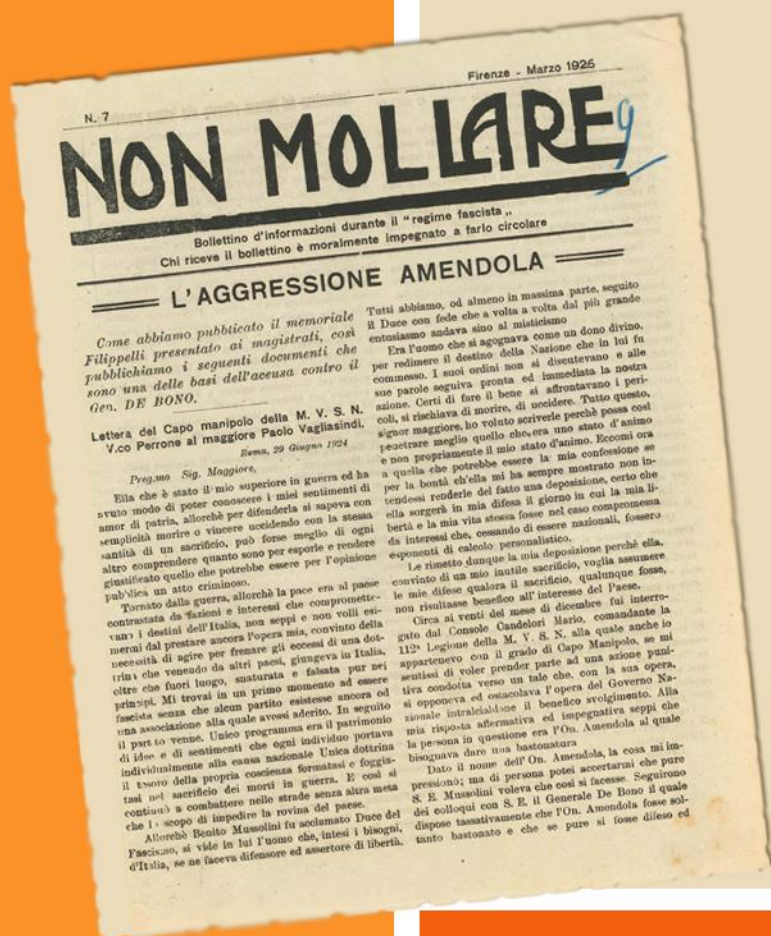 N. 7
Firenze - Marzo 1925
NON MOLLARE
9
Bollettino d'informazioni durante il "regime fascista„
Chi riceve il bollettino è moralmente impegnato a farlo circolare
L'AGGRESSIONE AMENDOLA
Come abbiamo pubblicato il memoriale
Filippelli presentato ai magistrati, così
pubblichiamo i seguenti documenti che
sono una delle basi dell'accusa contro il
Gen. DE BONO.
Lettera del Capo manipolo della M. V. S. N.
V.co Perrone al maggiore Paolo Vagliasindi.
Roma, 29 Giugno 1924
Preg.mo Sig. Maggiore,
Ella che è stato il mio superiore in guerra ed ha
avuto modo di poter conoscere i miei sentimenti di
amor di patria, allorchè per difenderla si sapeva con
semplicità morire o vincere uccidendo con la stessa
santità di un sacrificio, può forse meglio di ogni
altro comprendere quanto sono per esporle e rendere
giustificato quello che potrebbe essere per l'opinione
pubblica un atto criminoso.
Tornato dalla guerra, allorchè la pace era al paese
contrastata da fazioni e interessi che compromette-
vano i destini dell'Italia, non seppi e non volli esi-
mermi dal prestare ancora l'opera mia, convinto della
necessità di agire per frenare gli eccessi di una dot-
trina che venendo da altri paesi, giungeva in Italia,
oltre che fuori luogo, snaturata e falsata pur nei
principi. Mi trovai in un primo momento ad essere
fascista senza che alcun partito esistesse ancora od
una associazione alla quale avessi aderito. In seguito
il partito venne. Unico programma era il patrimonio
di idee e di sentimenti che ogni individuo portava
individualmente alla causa nazionale Unica dottrina
il tesoro della propria coscienza formatasi e foggia-
tasi nel sacrificio dei morti in guerra. E così si
continuò a combattere nelle strade senza altra meta
che lo scopo di impedire la rovina del paese.
Allorchè Benito Mussolini fu acclamato Duce del
Fascismo, si vide in lui l'uomo che, intesi i bisogni,
d'Italia, se ne faceva difensore ed assertore di libertà.
Tutti abbiamo, od almeno in massima parte, seguito
il Duce con fede che a volta a volta dal più grande
entusiasmo andava sino al misticismo
Era l'uomo che si agognava come un dono divino,
per redimere il destino della Nazione che in lui fu
commesso. I suoi ordini non si discutevano e alle
sue parole seguiva pronta ed immediata la nostra
azione. Certi di fare il bene si affrontavano i peri-
coli, si rischiava di morire, di uccidere. Tutto questo,
signor maggiore, ho voluto scriverle perchè possa così
penetrare meglio quello che era uno stato d'animo
e non propriamente il mio stato d'animo. Eccomi ora
a quella che potrebbe essere la mia confessione se
per la bontà ch'ella mi ha sempre mostrato non in-
tendessi renderle del fatto una deposizione, certo che
ella sorgerà in mia difesa il giorno in cui la mia li-
bertà e la mia vita stessa fosse nel caso compromessa
da interessi che, cessando di essere nazionali, fossero
esponenti di calcolo personalistico.
Le rimetto dunque la mia deposizione perchè ella,
convinto di un mio inutile sacrificio, voglia assumere
le mie difese qualora il sacrificio, qualunque fosse,
non risultasse benefico all'interesse del Paese.
Circa ai venti del mese di dicembre fui interro-
gato dal Console Candelori Mario, comandante la
112ª Legione della M. V. S. N. alla quale anche io
appartenevo con il grado di Capo Manipolo, se mi
sentissi di voler prender parte ad una azione puni-
tiva condotta verso un tale che, con la sua opera,
si opponeva ed ostacolava l'opera del Governo Na-
zionale intralciandone il benefico svolgimento. Alla
mia risposta affermativa ed impegnativa seppi che
la persona in questione era l'On. Amendola al quale
bisognava dare una bastonatura
Dato il nome dell'On. Amendola, la cosa mi im-
pressionò; ma di persona potei accertarmi che pure
S. E. Mussolini voleva che così si facesse. Seguirono
dei colloqui con S. E. il Generale De Bono il quale
dispose tassativamente che l'On. Amendola fosse sol-
tanto bastonato e che se pure si fosse difeso ed